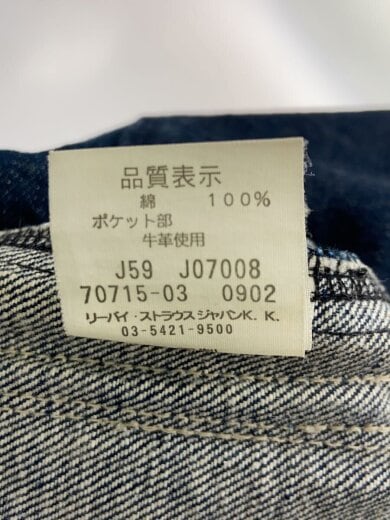 品質表示
綿 100%
ポケット部
牛革使用
J59 J07008
70715-03 0902
リーバイ・ストラウス ジャパンK. K.
03-5421-9500